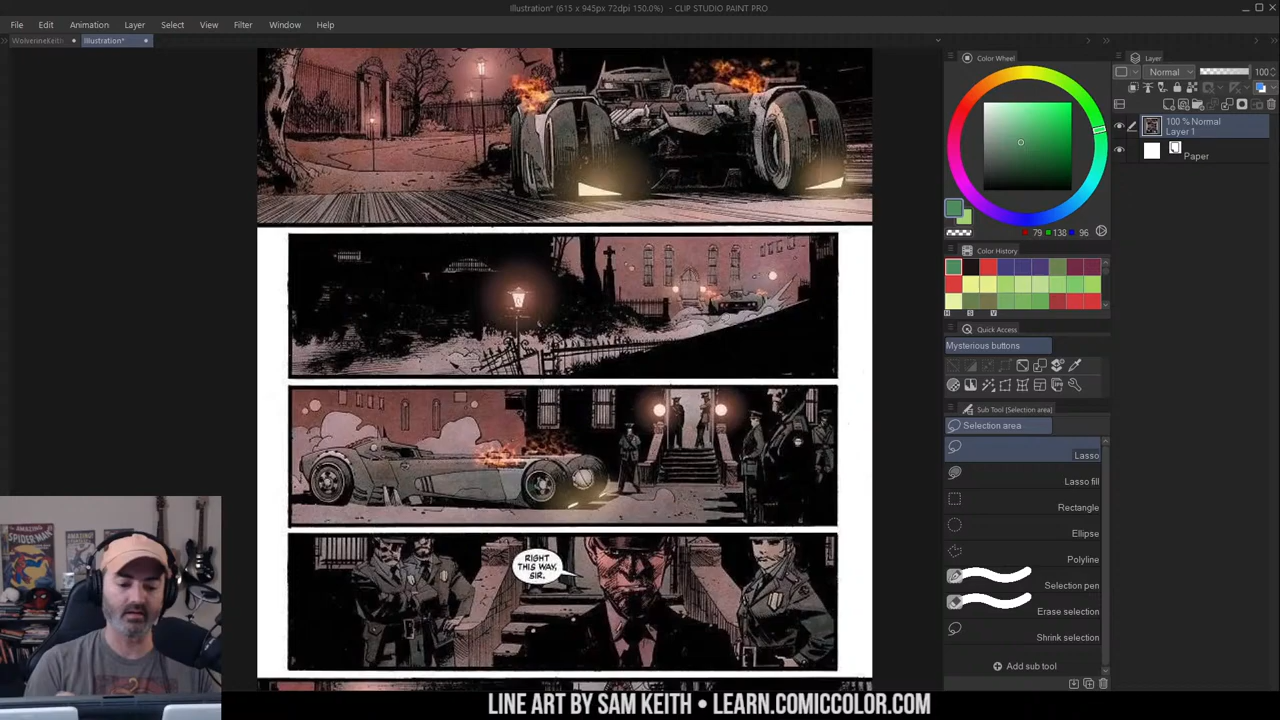 Illustration* (615 x 945px 72dpi 150.0%) - CLIP STUDIO PAINT PRO
File Edit Animation Layer Select View Filter Window Help
WolverineKeith Illustration*
Color Wheel
79 138 96
Color History
H S V
Quick Access
Mysterious buttons
Sub Tool (Selection area)
Selection area
Lasso
Lasso fill
Rectangle
Ellipse
Polyline
Selection pen
Erase selection
Shrink selection
Add sub tool
Layer
Normal 100
100 % Normal
Layer 1
Paper
RIGHT
THIS WAY,
SIR.
SPIDER-MAN
LINE ART BY SAM KEITH • LEARN.COMICCOLOR.COM